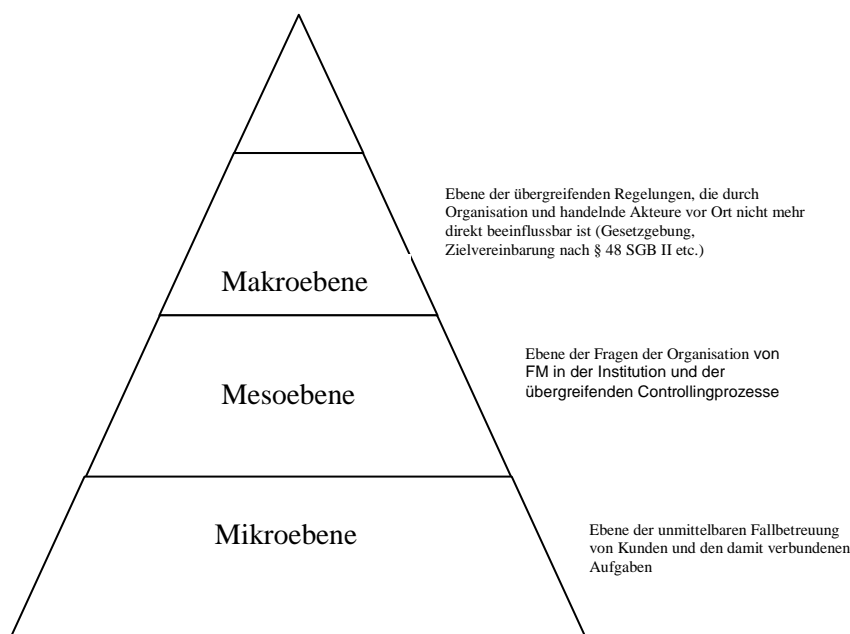 Ebene der übergreifenden Regelungen, die durch
Organisation und handelnde Akteure vor Ort nicht mehr
direkt beeinflussbar ist (Gesetzgebung,
Zielvereinbarung nach § 48 SGB II etc.)
Makroebene
Ebene der Fragen der Organisation von
FM in der Institution und der
übergreifenden Controllingprozesse
Mesoebene
Ebene der unmittelbaren Fallbetreuung
von Kunden und den damit verbundenen
Aufgaben
Mikroebene